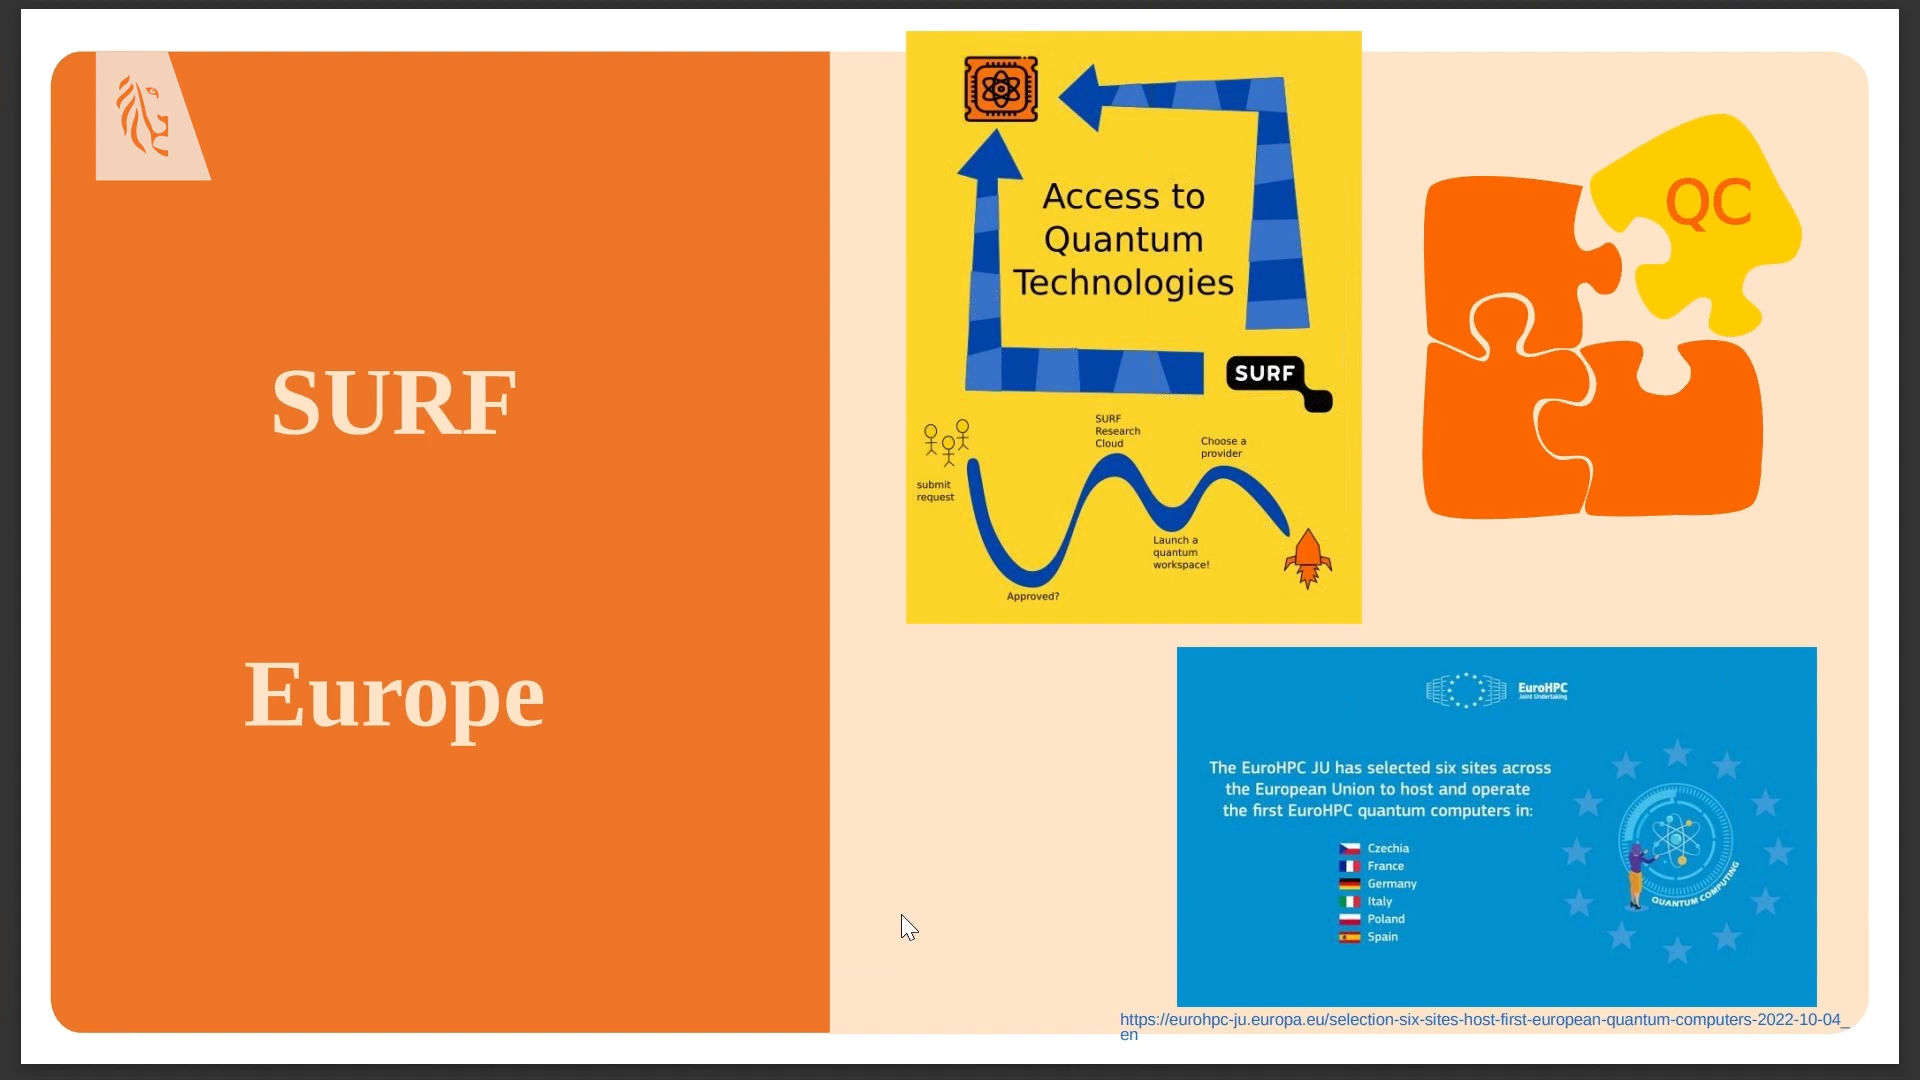 SURF
Europe
Access to
Quantum
Technologies
SURF
submit
request
Approved?
SURF
Research
Cloud
Launch a
quantum
workspace!
Choose a
provider
QC
EuroHPC
Joint Undertaking
The EuroHPC JU has selected six sites across
the European Union to host and operate
the first EuroHPC quantum computers in:
Czechia
France
Germany
Italy
Poland
Spain
QUANTUM COMPUTING
https://eurohpc-ju.europa.eu/selection-six-sites-host-first-european-quantum-computers-2022-10-04_
en